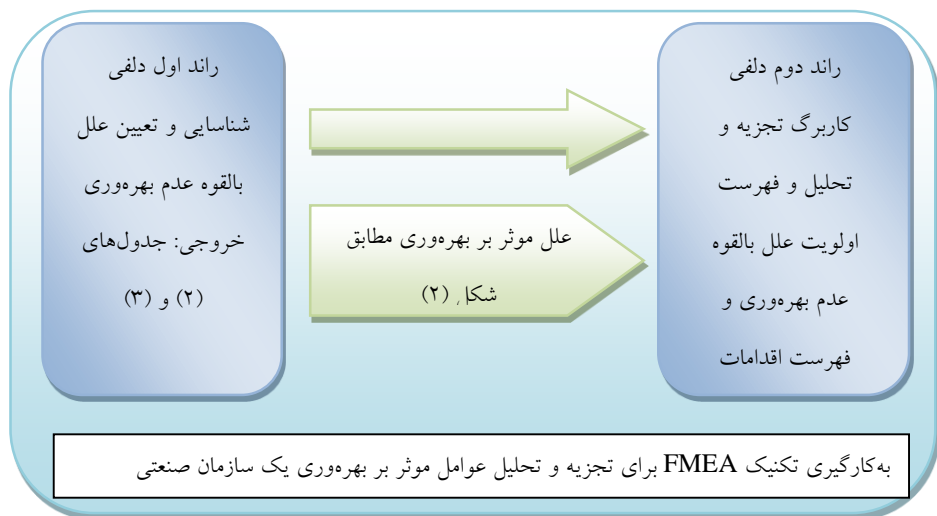 راند اول دلفی
شناسایی و تعیین علل
بالقوه عدم بهره‌وری
خروجی: جدول‌های
(۲) و (۳)
علل موثر بر بهره‌وری مطابق
شکل (۲)
راند دوم دلفی
کاربرگ تجزیه و
تحلیل و فهرست
اولویت علل بالقوه
عدم بهره‌وری و
فهرست اقدامات
به‌کارگیری تکنیک FMEA برای تجزیه و تحلیل عوامل موثر بر بهره‌وری یک سازمان صنعتی